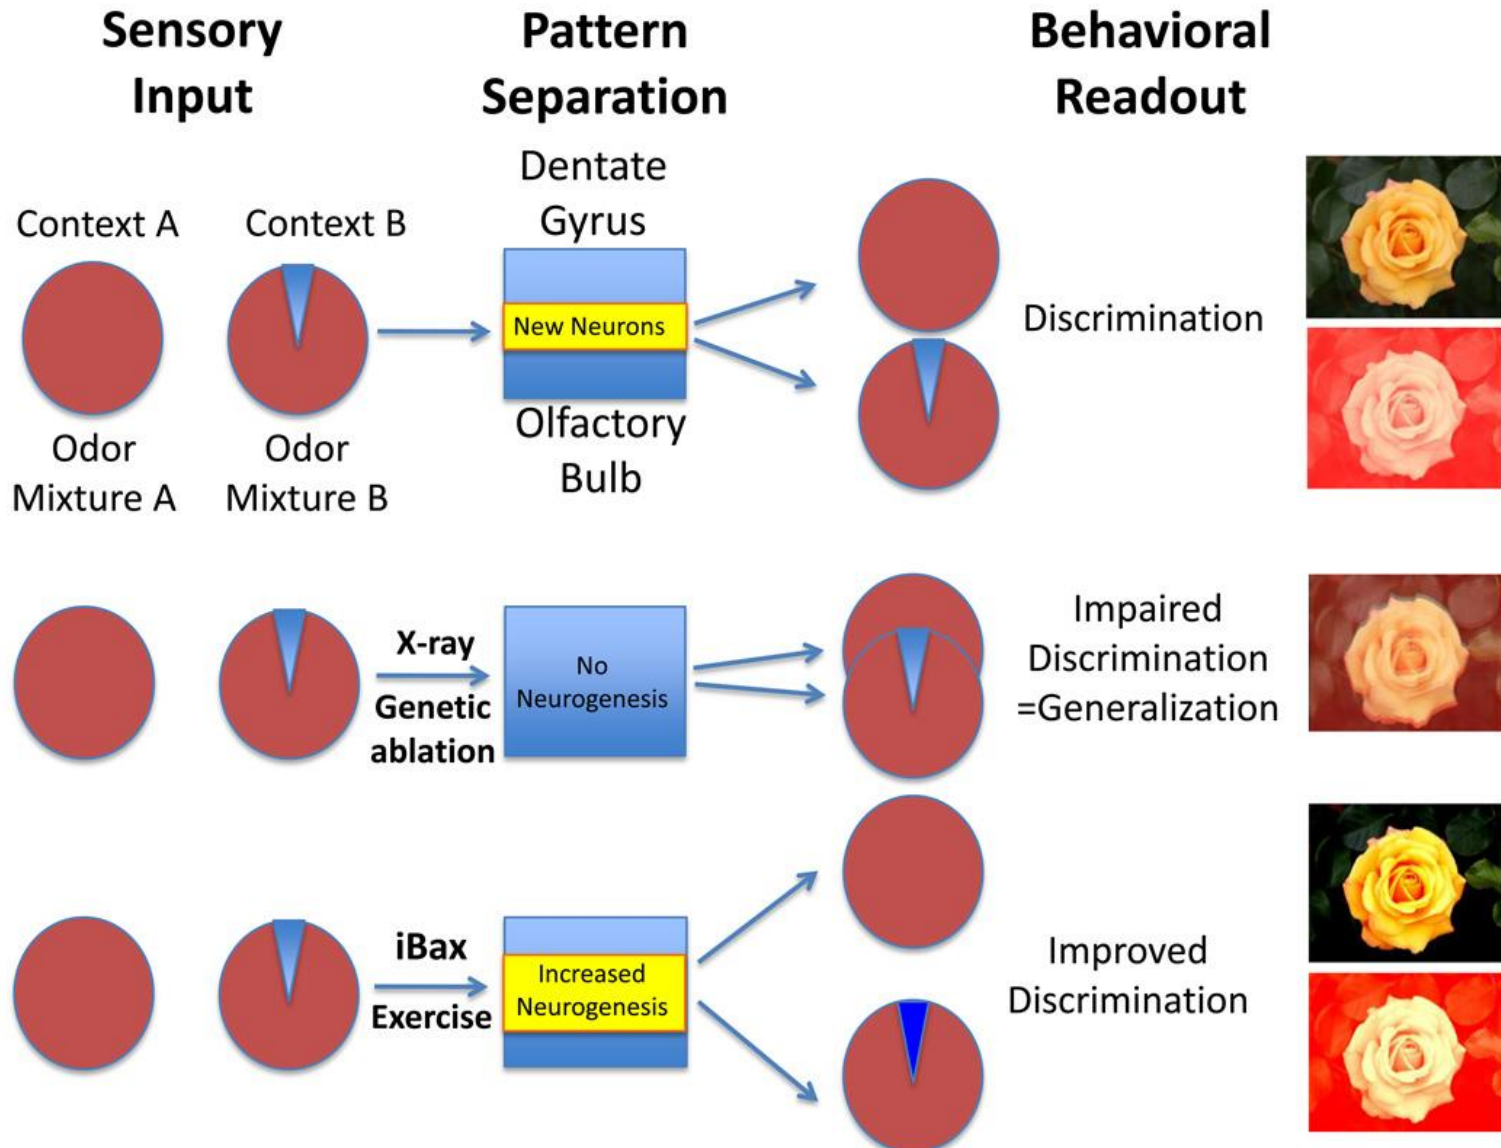 Sensory
Input
Pattern
Separation
Behavioral
Readout
Context A
Context B
Odor
Mixture A
Odor
Mixture B
Dentate
Gyrus
New Neurons
Olfactory
Bulb
Discrimination
X-ray
Genetic
ablation
No
Neurogenesis
Impaired
Discrimination
=Generalization
iBax
Exercise
Increased
Neurogenesis
Improved
Discrimination